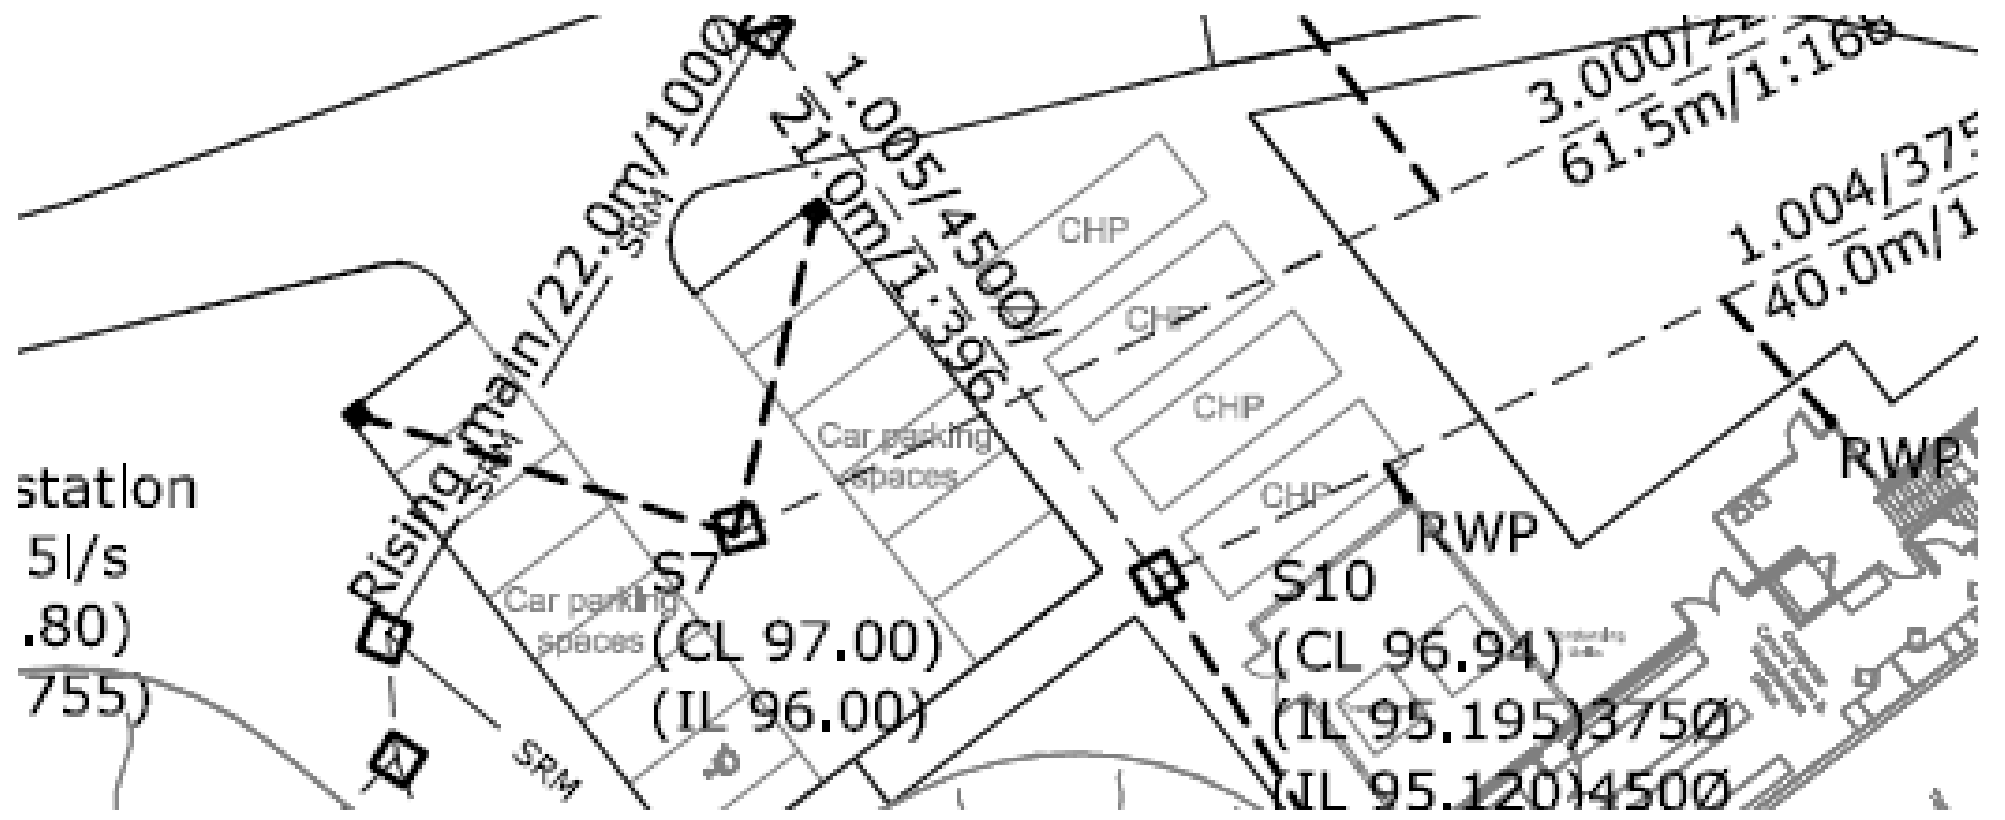 Rising main/22.0m/100Ø
SRM
SRM
1.005/450Ø/
21.0m/1:396
3.000/22
61.5m/1:168
1.004/375
40.0m/1
CHP
CHP
CHP
CHP
Car parking
spaces
Car parking
spaces
station
5l/s
.80)
755)
S7
(CL 97.00)
(IL 96.00)
RWP
RWP
S10
(CL 96.94)
(IL 95.195)375Ø
(IL 95.120)450Ø
SRM